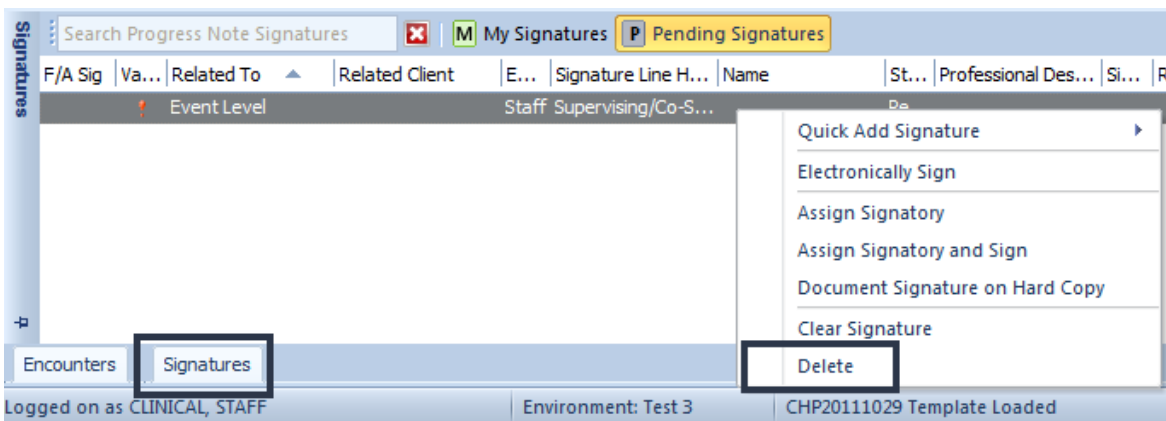 Signatures
Search Progress Note Signatures M My Signatures P Pending Signatures
F/A Sig Va... Related To Related Client E... Signature Line H... Name St... Professional Des... Si... R
Event Level Staff Supervising/Co-S... Pe
Quick Add Signature
Electronically Sign
Assign Signatory
Assign Signatory and Sign
Document Signature on Hard Copy
Clear Signature
Delete
Encounters Signatures
Logged on as CLINICAL, STAFF Environment: Test 3 CHP20111029 Template Loaded